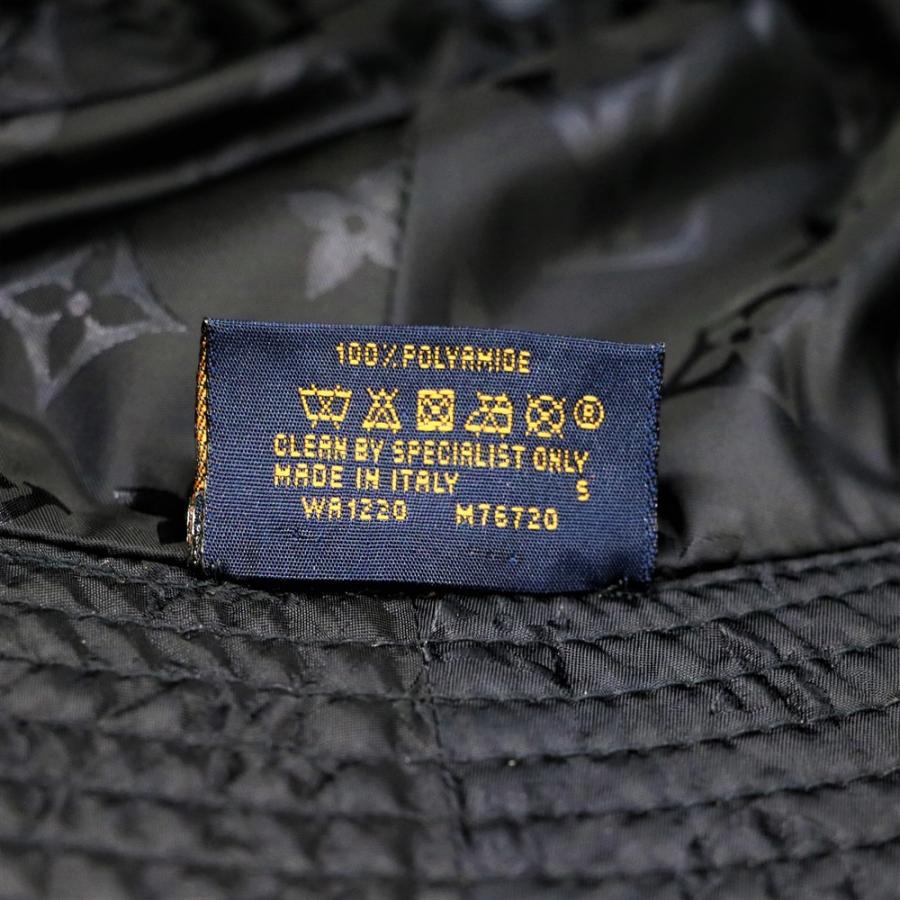 100% POLYAMIDE
®
CLEAN BY SPECIALIST ONLY
MADE IN ITALY S
WA1220 M76720